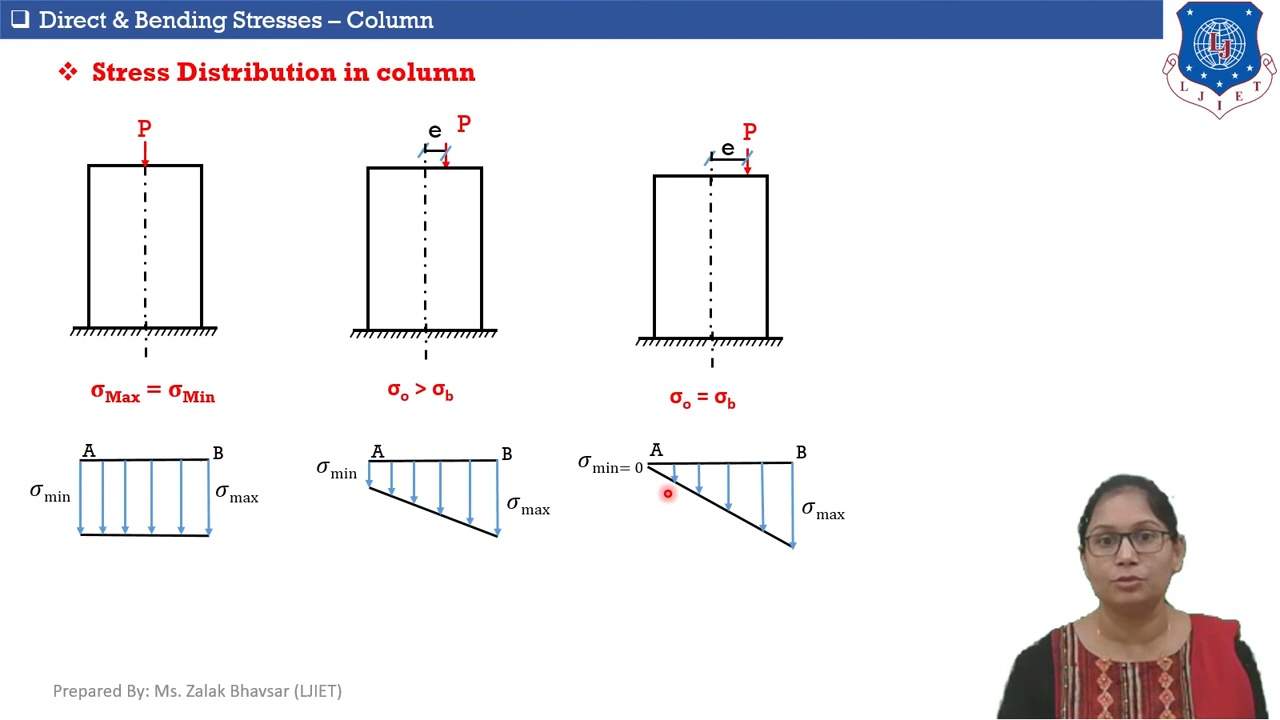 ❑ Direct & Bending Stresses – Column
LJ
L J I E T
❖ Stress Distribution in column
P
e P
e P
σMax = σMin
σo > σb
σo = σb
A B
σmin σmax
A B
σmin σmax
A B
σmin= 0 σmax
Prepared By: Ms. Zalak Bhavsar (LJIET)